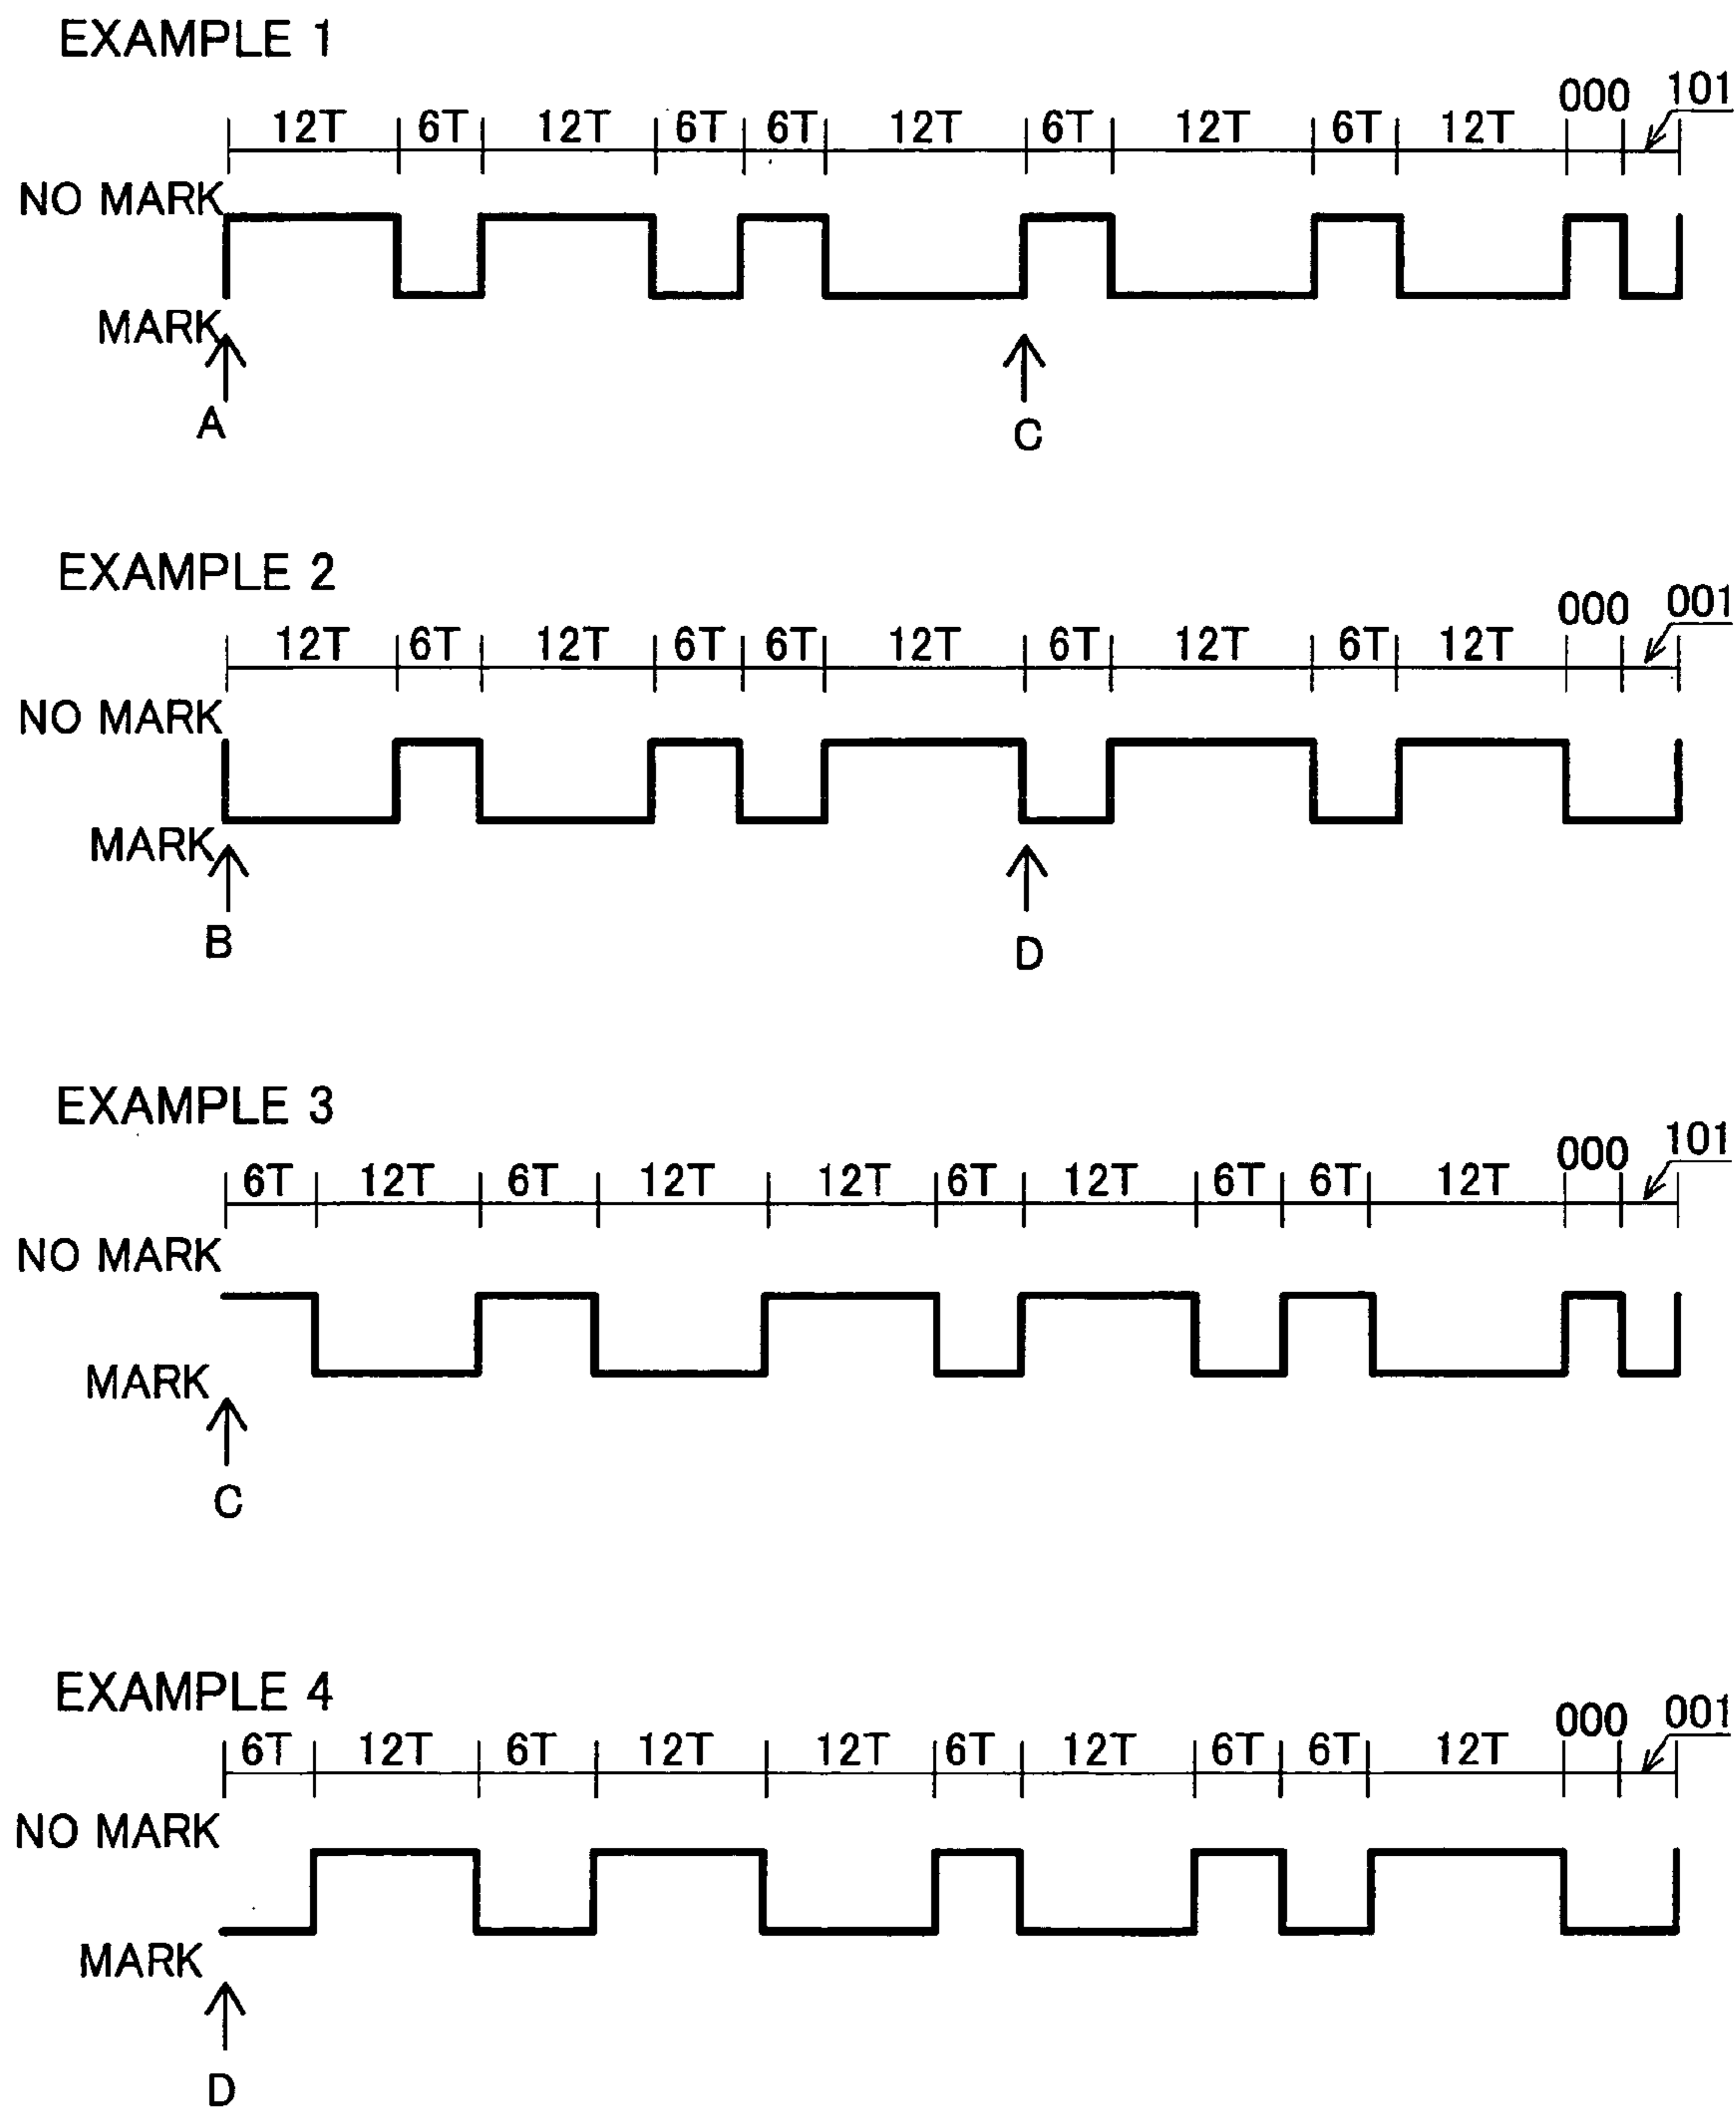 EXAMPLE 1
12T 6T 12T 6T 6T 12T 6T 12T 6T 12T 000 101
NO MARK
MARK
A C
EXAMPLE 2
12T 6T 12T 6T 6T 12T 6T 12T 6T 12T 000 001
NO MARK
MARK
B D
EXAMPLE 3
6T 12T 6T 12T 12T 6T 12T 6T 6T 12T 000 101
NO MARK
MARK
C
EXAMPLE 4
6T 12T 6T 12T 12T 6T 12T 6T 6T 12T 000 001
NO MARK
MARK
D